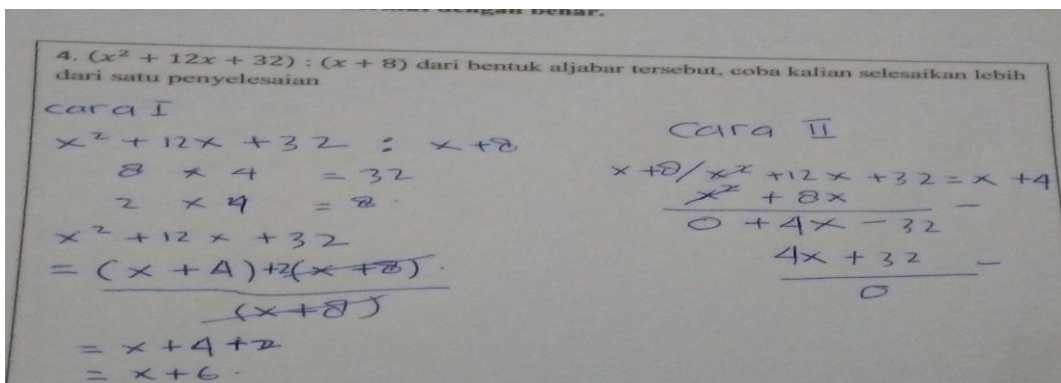 dengan benar.
4. (x² + 12x + 32) : (x + 8) dari bentuk aljabar tersebut, coba kalian selesaikan lebih
dari satu penyelesaian
cara I
x² + 12x + 32 : x +8
8 x 4 = 32
2 x 4 = 8.
x² + 12x + 32
= (x + 4) +2(x +8)
(x+8)
= x + 4 + 2
= x + 6.
Cara II
x +8/x² +12x +32 = x +4
x² + 8x –
0 + 4x – 32
4x + 32 –
0